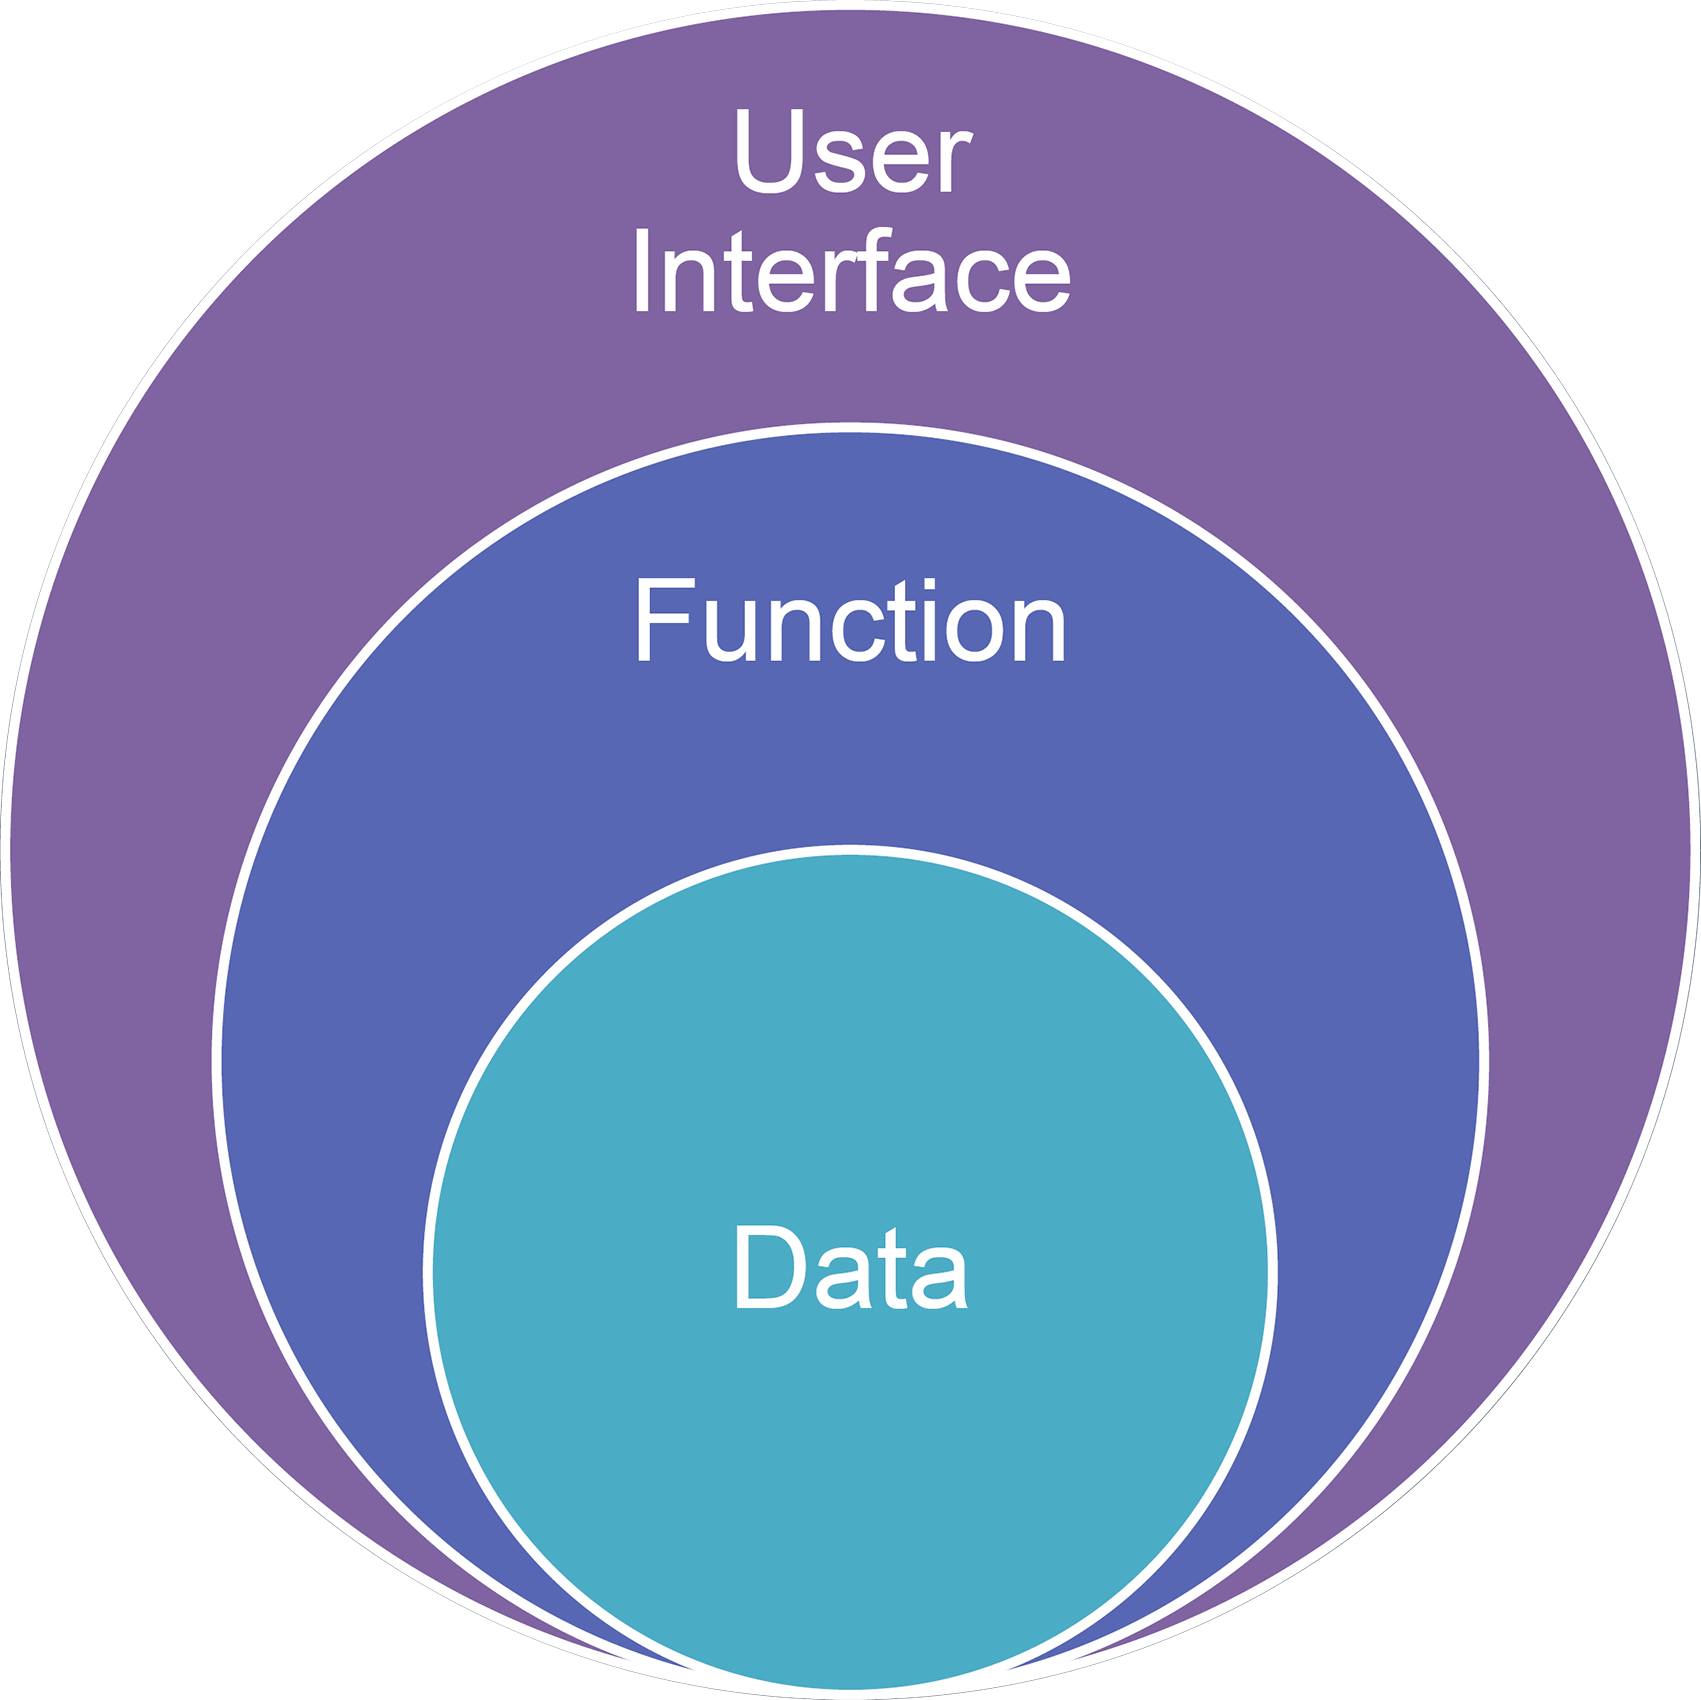 User
Interface
Function
Data